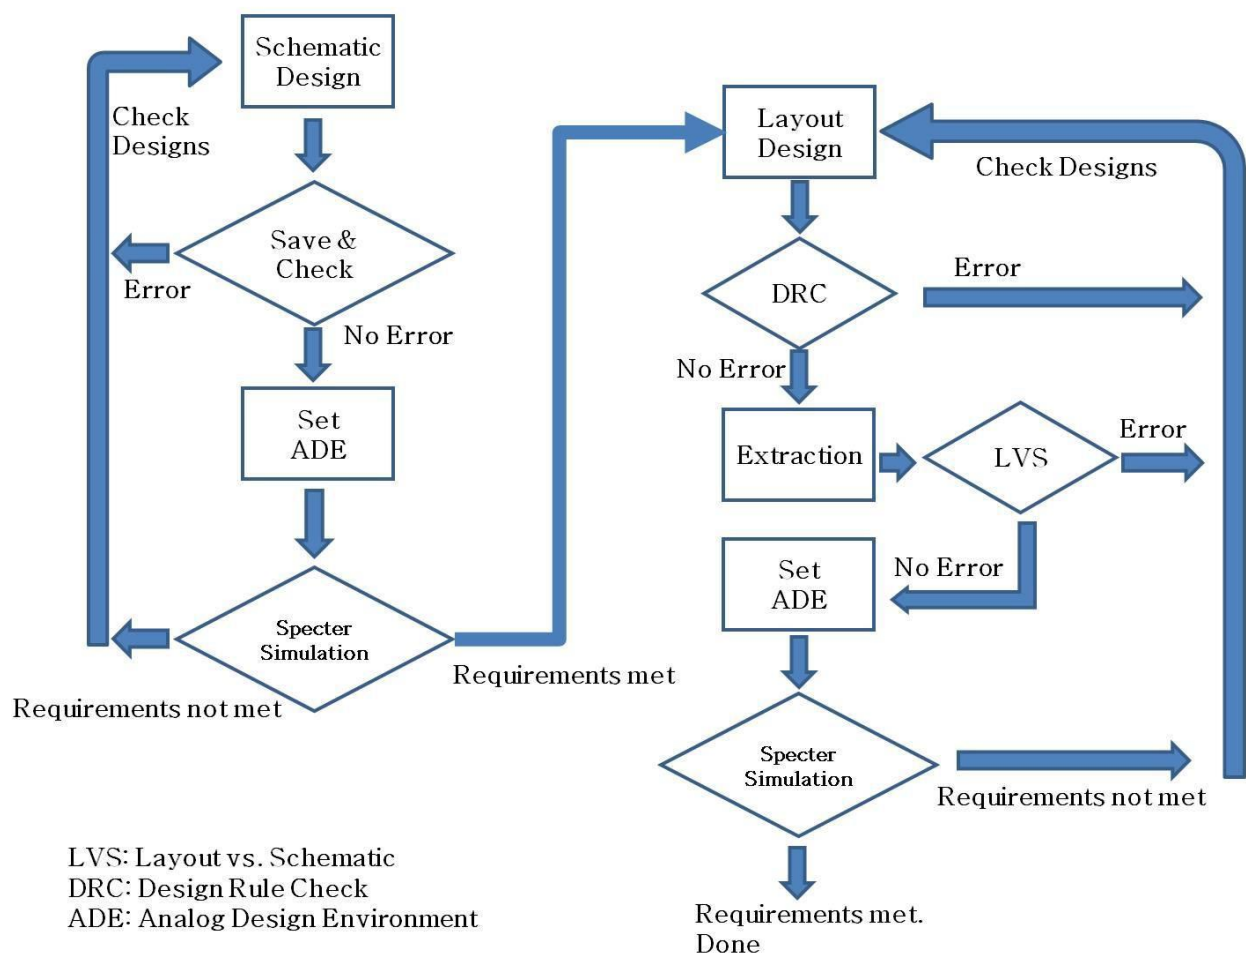 Schematic
Design
Check
Designs
Save &
Check
Error
No Error
Set
ADE
Specter
Simulation
Requirements not met
Requirements met
Layout
Design
Check Designs
DRC
Error
No Error
Extraction
LVS
Error
No Error
Set
ADE
Specter
Simulation
Requirements not met
Requirements met.
Done
LVS: Layout vs. Schematic
DRC: Design Rule Check
ADE: Analog Design Environment